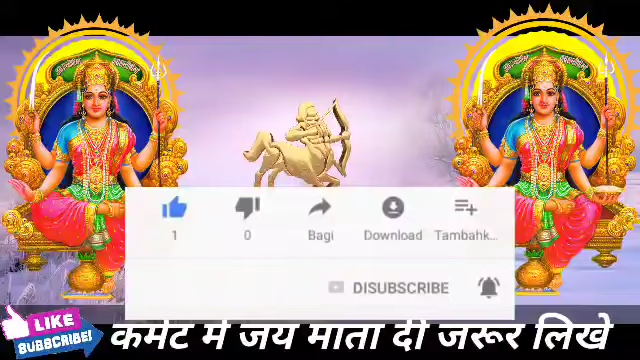 1
0
Bagi
Download
Tambahk...
DISUBSCRIBE
LIKE
SUBSCRIBE!
कमेंट में जय माता दी जरूर लिखे